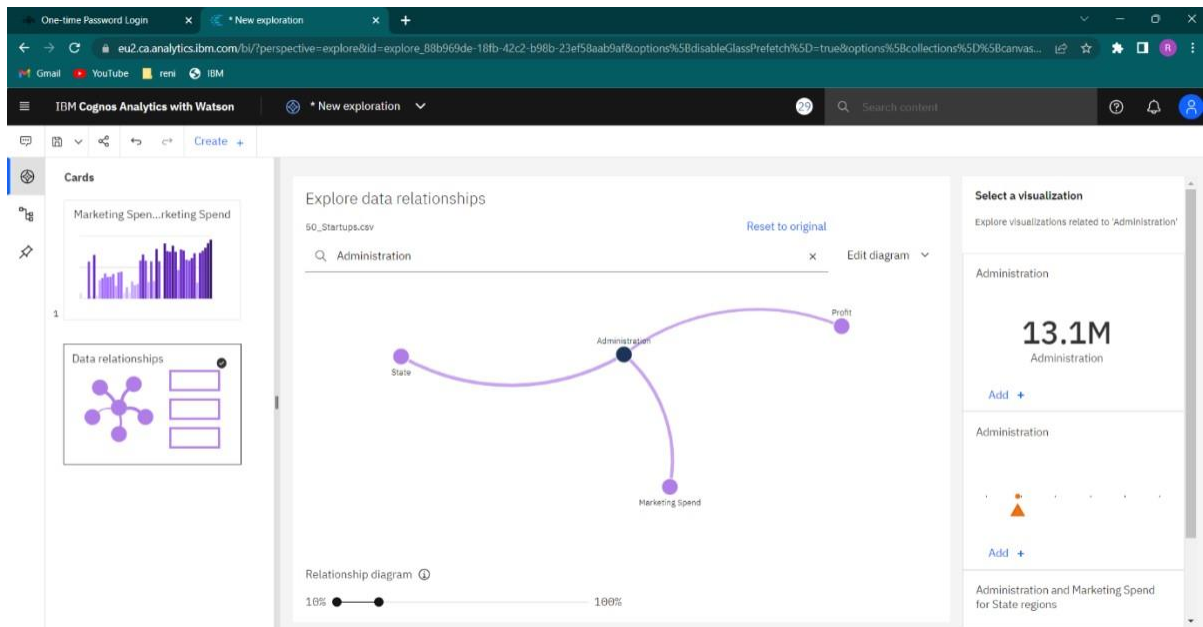 One-time Password Login
* New exploration
eu2.ca.analytics.ibm.com/bi/?perspective=explore&id=explore_88b969de-18fb-42c2-b98b-23ef58aab9af&options%5BdisableGlassPrefetch%5D=true&options%5Bcollections%5D%5Bcanvas...
Gmail YouTube reni IBM
IBM Cognos Analytics with Watson
* New exploration
29
Search content
R
Create +
Cards
Marketing Spen...rketing Spend
1
Data relationships
Explore data relationships
50_Startups.csv
Reset to original
Administration
Edit diagram
Profit
Administration
State
Marketing Spend
Relationship diagram
10%
100%
Select a visualization
Explore visualizations related to 'Administration'
Administration
13.1M
Administration
Add +
Administration
Add +
Administration and Marketing Spend
for State regions